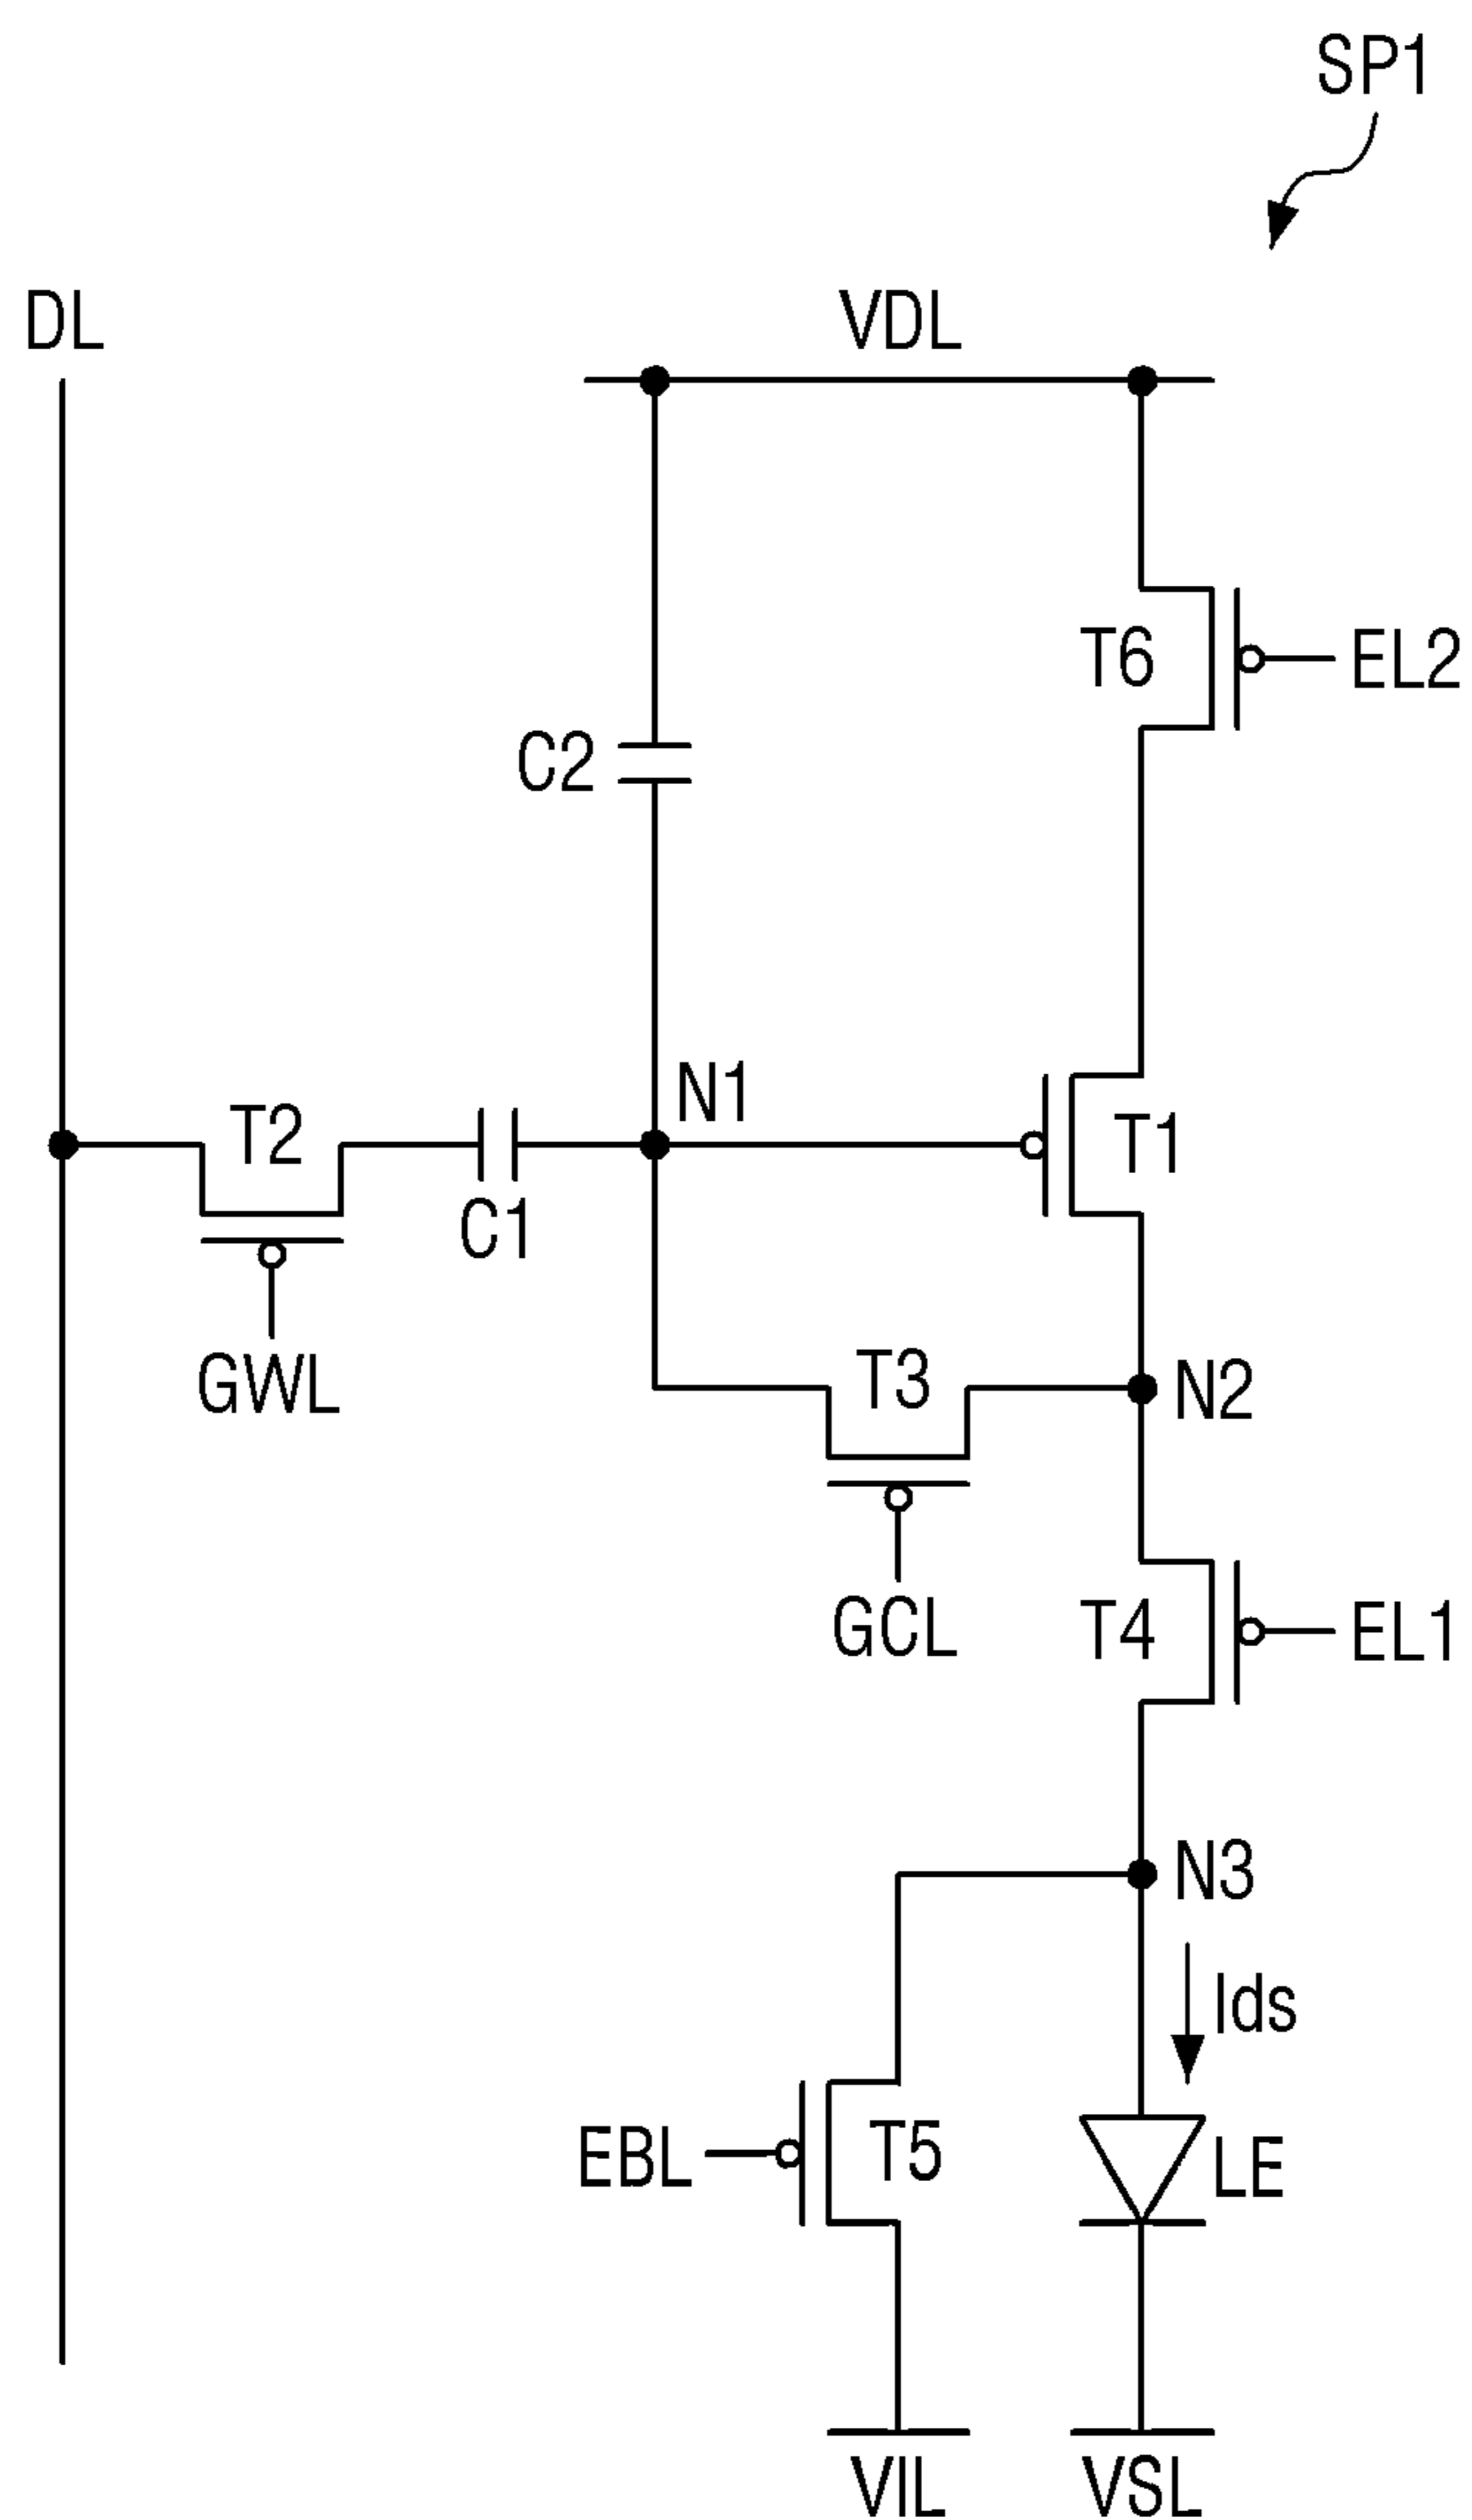 SP1
DL
VDL
T6
EL2
C2
N1
T2
T1
C1
T3
N2
GWL
GCL
T4
EL1
N3
Ids
EBL
T5
LE
VIL
VSL